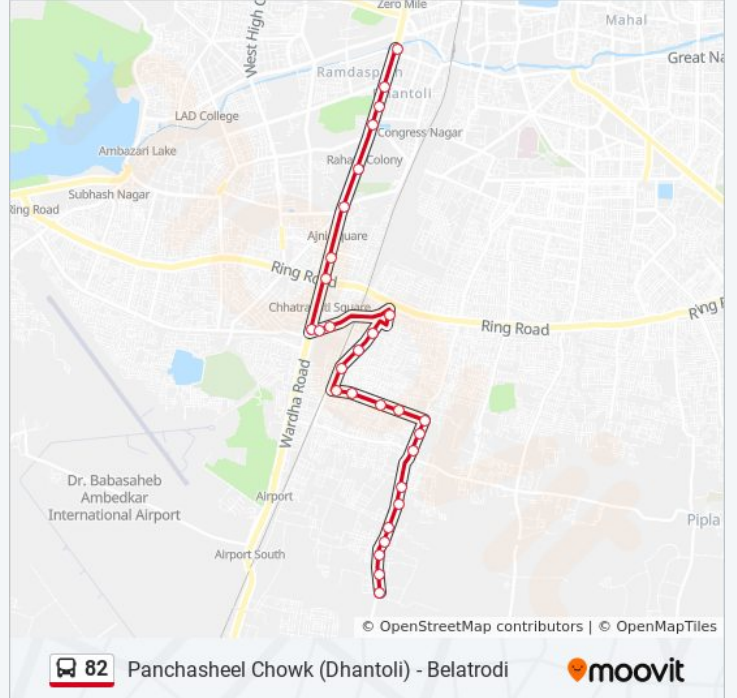 Zero Mile
Mahal
West High C
Great Na
Ramdaspeth
Dhantoli
LAD College
Congress Nagar
Ambazari Lake
Rahat Colony
Subhash Nagar
Ring Road
Ajni Square
Ring Road
Chhatrapati Square
Ring R
Ring Road
Wardha Road
Dr. Babasaheb
Ambedkar
International Airport
Airport
Pipla
Airport South
© OpenStreetMap contributors | © OpenMapTiles
82 Panchasheel Chowk (Dhantoli) - Belatrodi
moovit